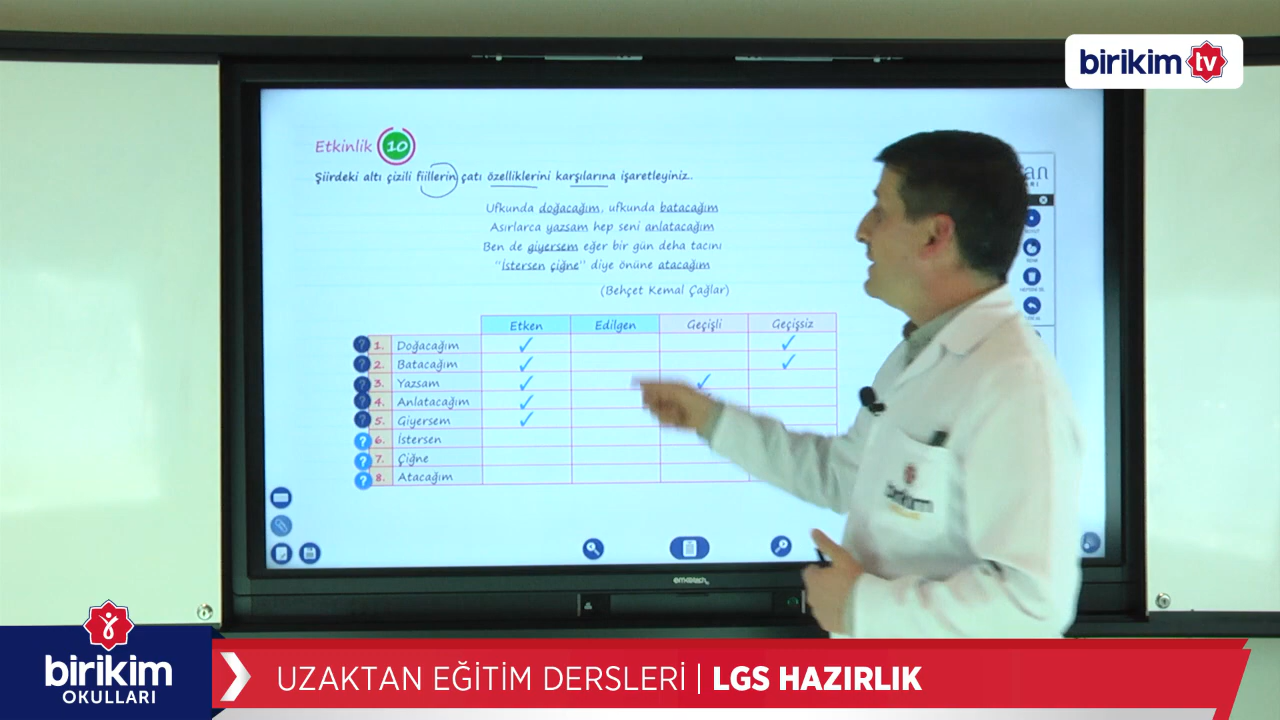 birikim tv
Etkinlik 10
Şiirdeki altı çizili fiillerin çatı özelliklerini karşılarına işaretleyiniz..
Ufkunda doğacağım, ufkunda batacağım
Asırlarca yazsam hep seni anlatacağım
Ben de giyersem eğer bir gün deha tacını
"İstersen çiğne" diye önüne atacağım
(Behçet Kemal Çağlar)
Etken Edilgen Geçişli Geçişsiz
? 1. Doğacağım ✓ ✓
? 2. Batacağım ✓ ✓
? 3. Yazsam ✓ ✓
? 4. Anlatacağım ✓
? 5. Giyersem ✓
? 6. İstersen
? 7. Çiğne
? 8. Atacağım
birikim
OKULLARI
UZAKTAN EĞİTİM DERSLERİ | LGS HAZIRLIK